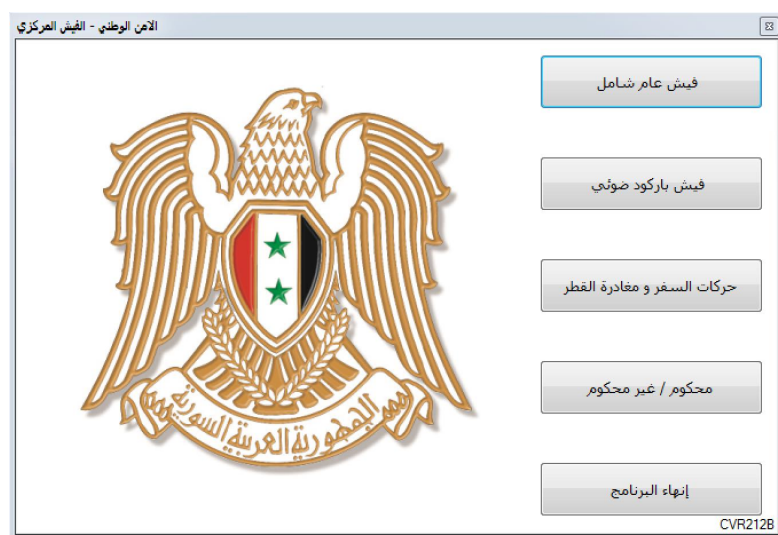 الامن الوطني - الفيش المركزي
فيش عام شامل
فيش باركود ضوئي
حركات السفر و مغادرة القطر
محكوم / غير محكوم
إنهاء البرنامج
الجمهورية العربية السورية
CVR212B